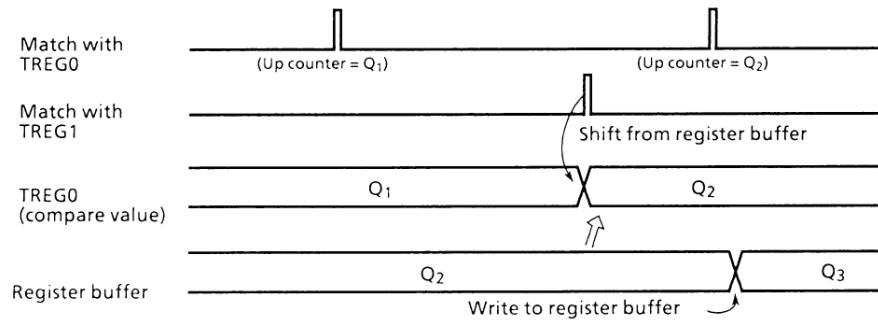 Match with
TREG0
(Up counter = Q₁)
(Up counter = Q₂)
Match with
TREG1
Shift from register buffer
TREG0
(compare value)
Q₁
Q₂
Register buffer
Q₂
Q₃
Write to register buffer